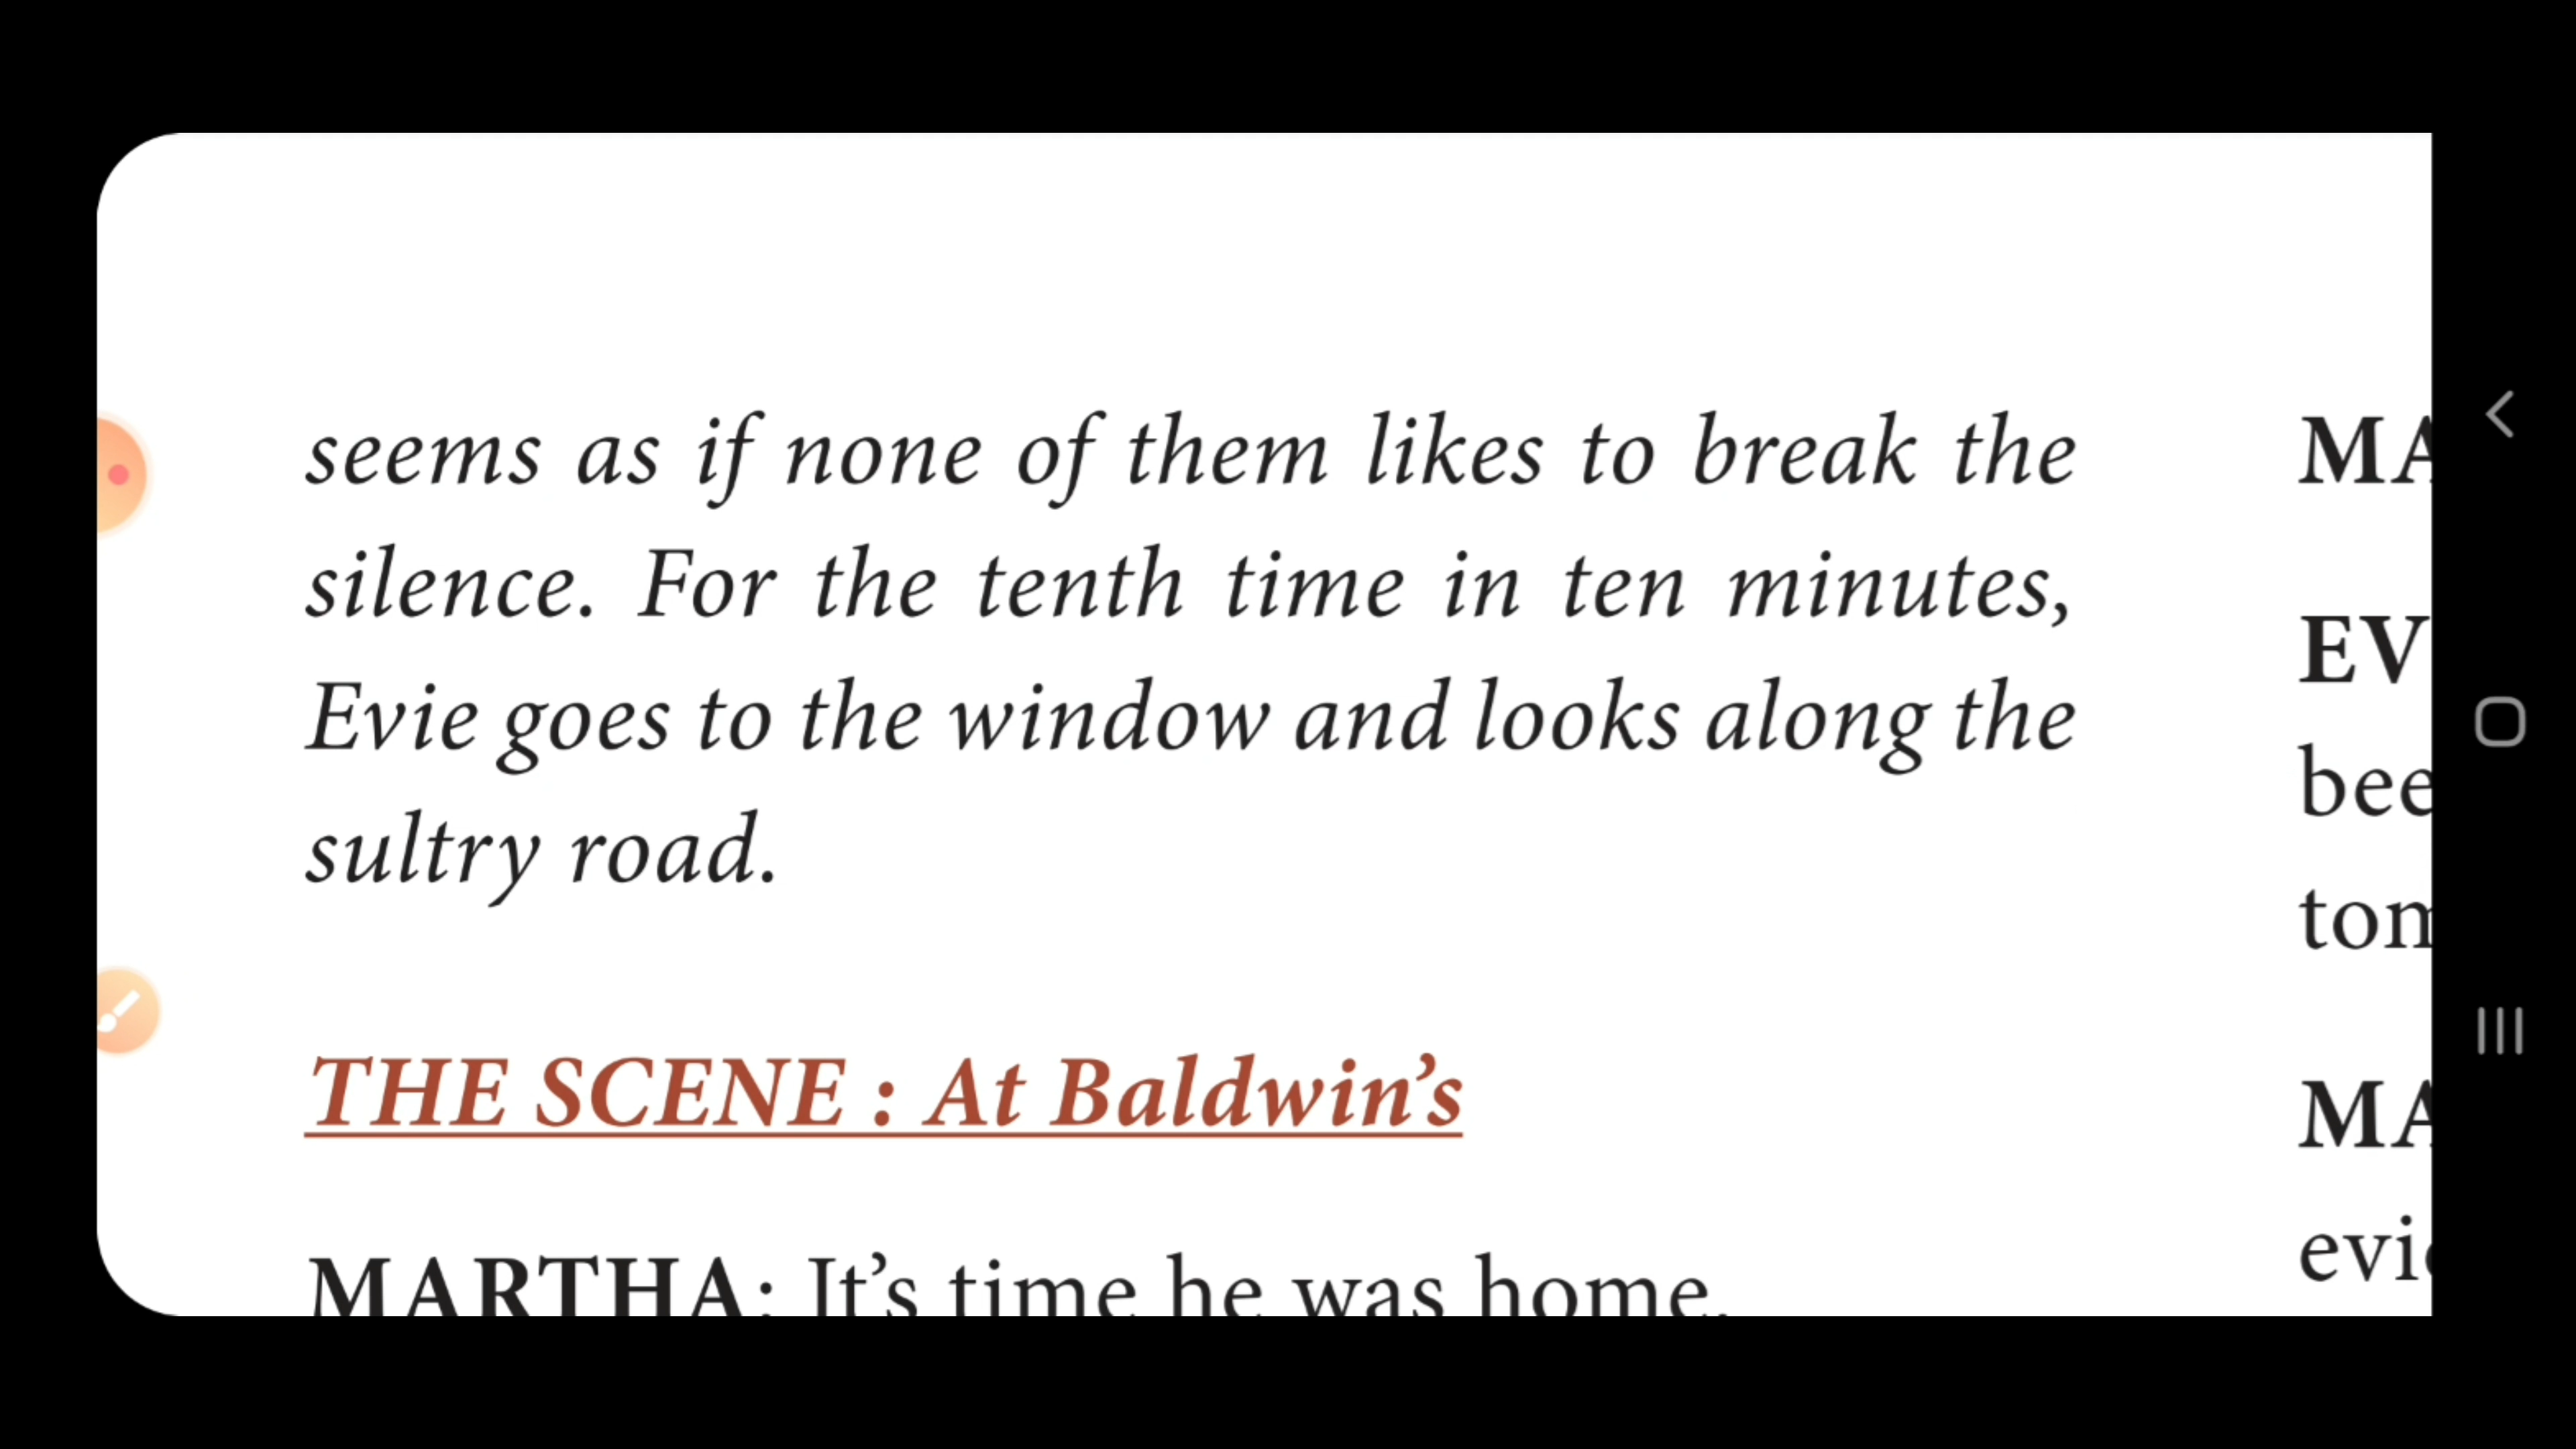 seems as if none of them likes to break the
silence. For the tenth time in ten minutes,
Evie goes to the window and looks along the
sultry road.
THE SCENE : At Baldwin’s
MARTHA: It’s time he was home.